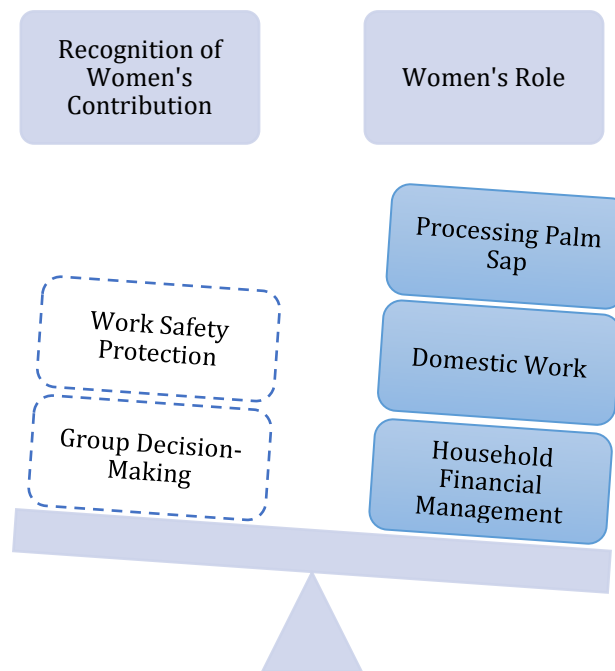 Recognition of
Women's
Contribution
Women's Role
Processing Palm
Sap
Work Safety
Protection
Domestic Work
Group Decision-
Making
Household
Financial
Management